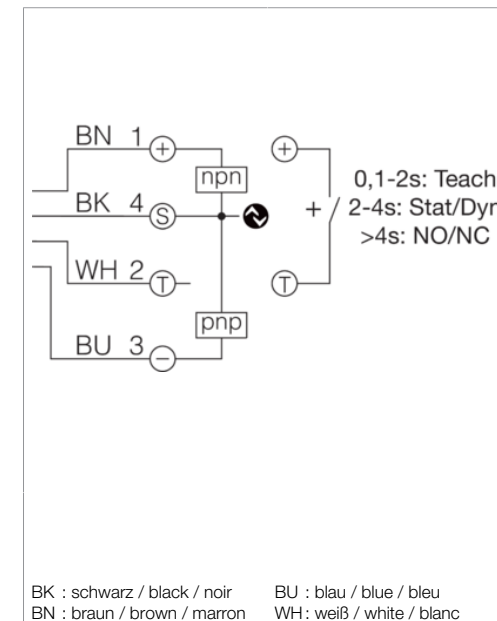 BN 1 +
npn
+
0,1-2s: Teach
BK 4 S
+ 2-4s: Stat/Dyn
>4s: NO/NC
WH 2 T
T
pnp
BU 3 −
BK : schwarz / black / noir
BU : blau / blue / bleu
BN : braun / brown / marron
WH : weiß / white / blanc